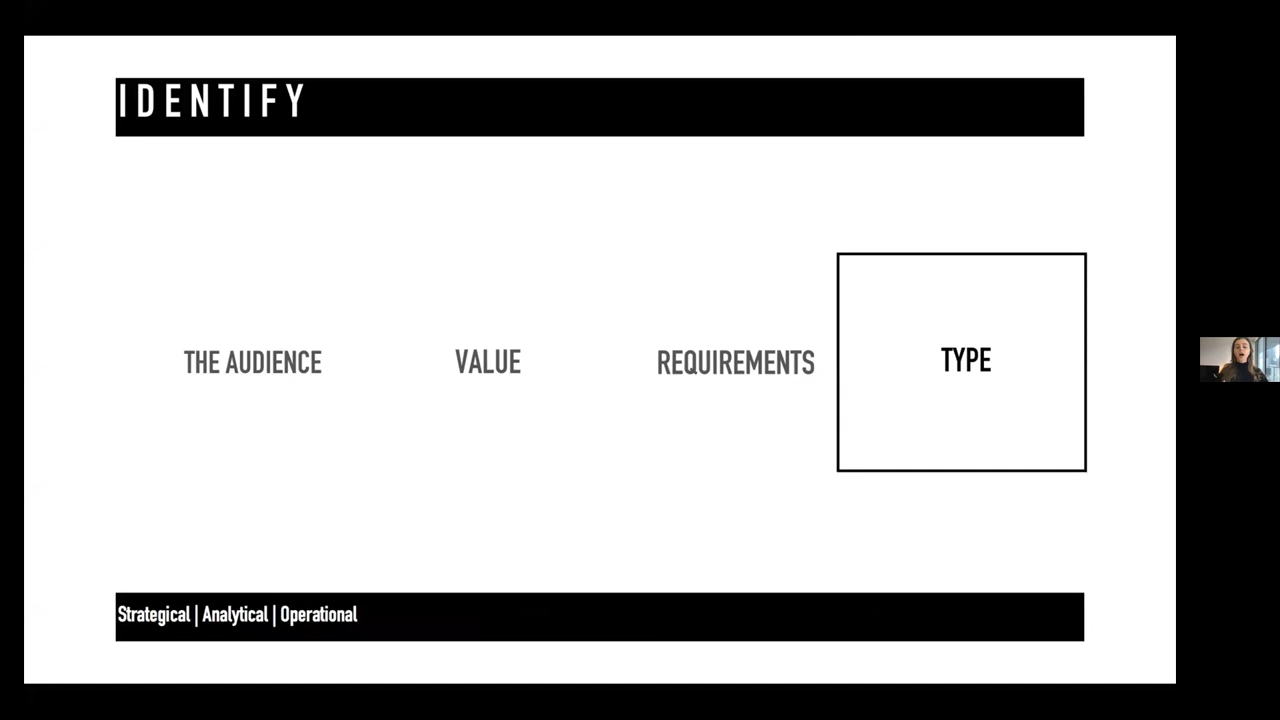 IDENTIFY
THE AUDIENCE
VALUE
REQUIREMENTS
TYPE
Strategical | Analytical | Operational